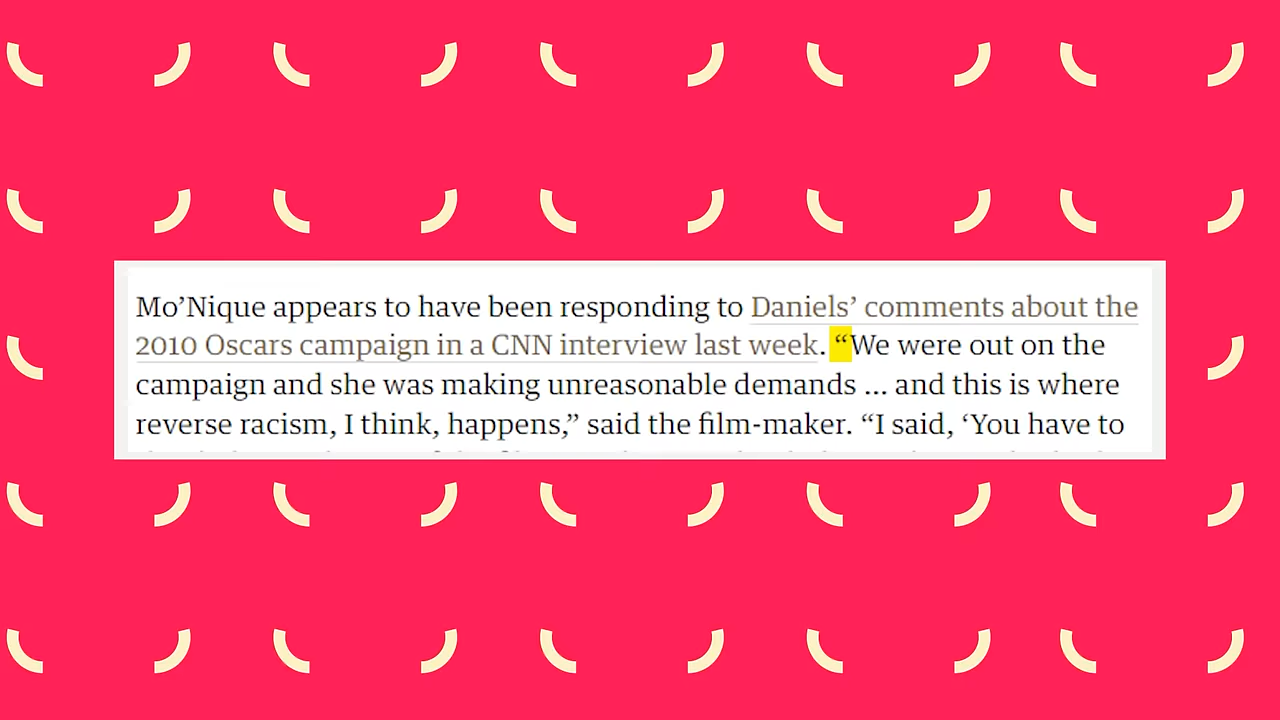 Mo’Nique appears to have been responding to Daniels’ comments about the
2010 Oscars campaign in a CNN interview last week. “We were out on the
campaign and she was making unreasonable demands ... and this is where
reverse racism, I think, happens,” said the film-maker. “I said, ‘You have to